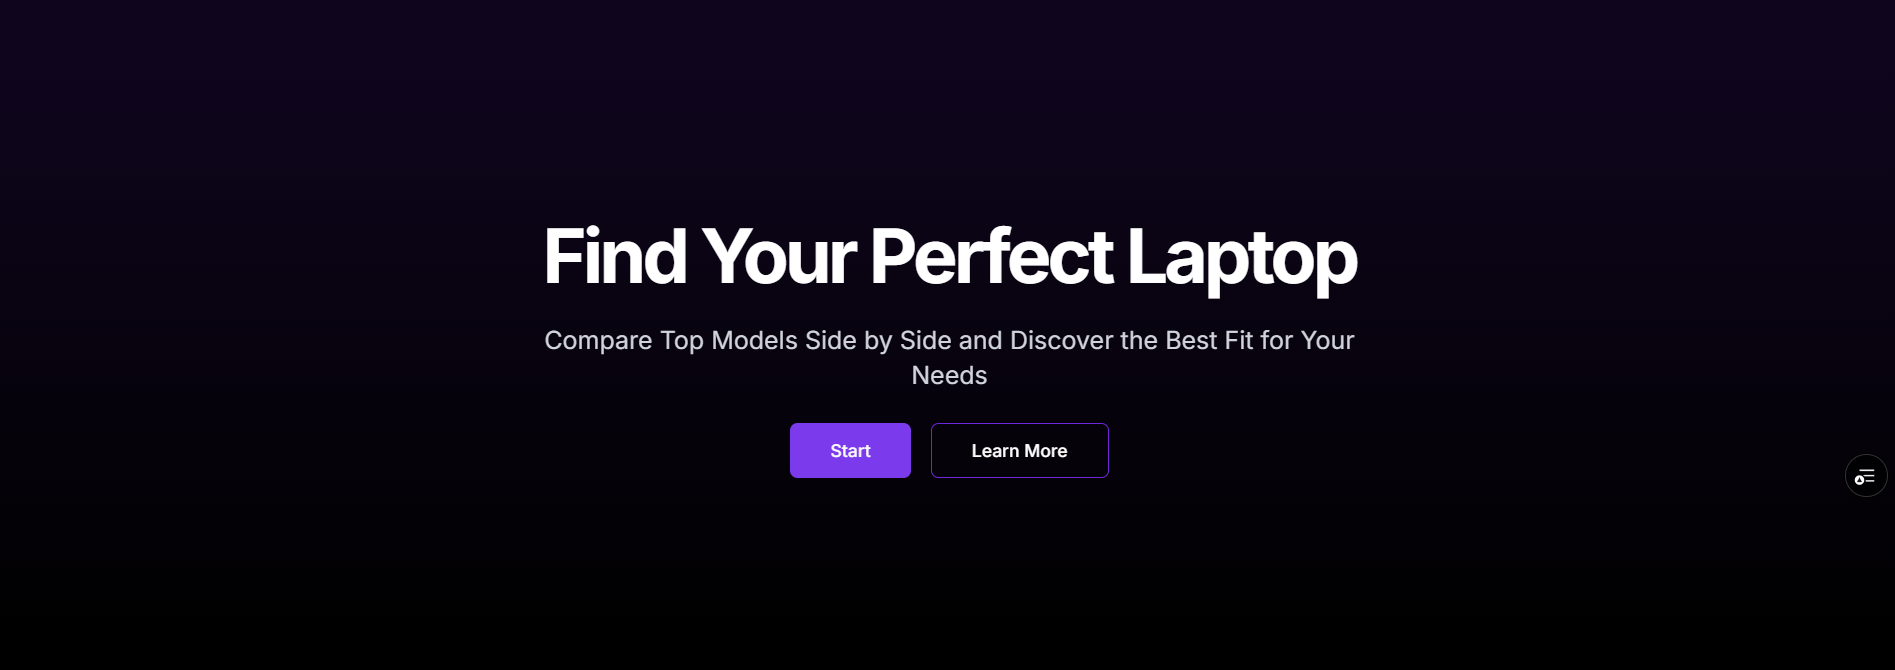 Find Your Perfect Laptop
Compare Top Models Side by Side and Discover the Best Fit for Your
Needs
Start
Learn More